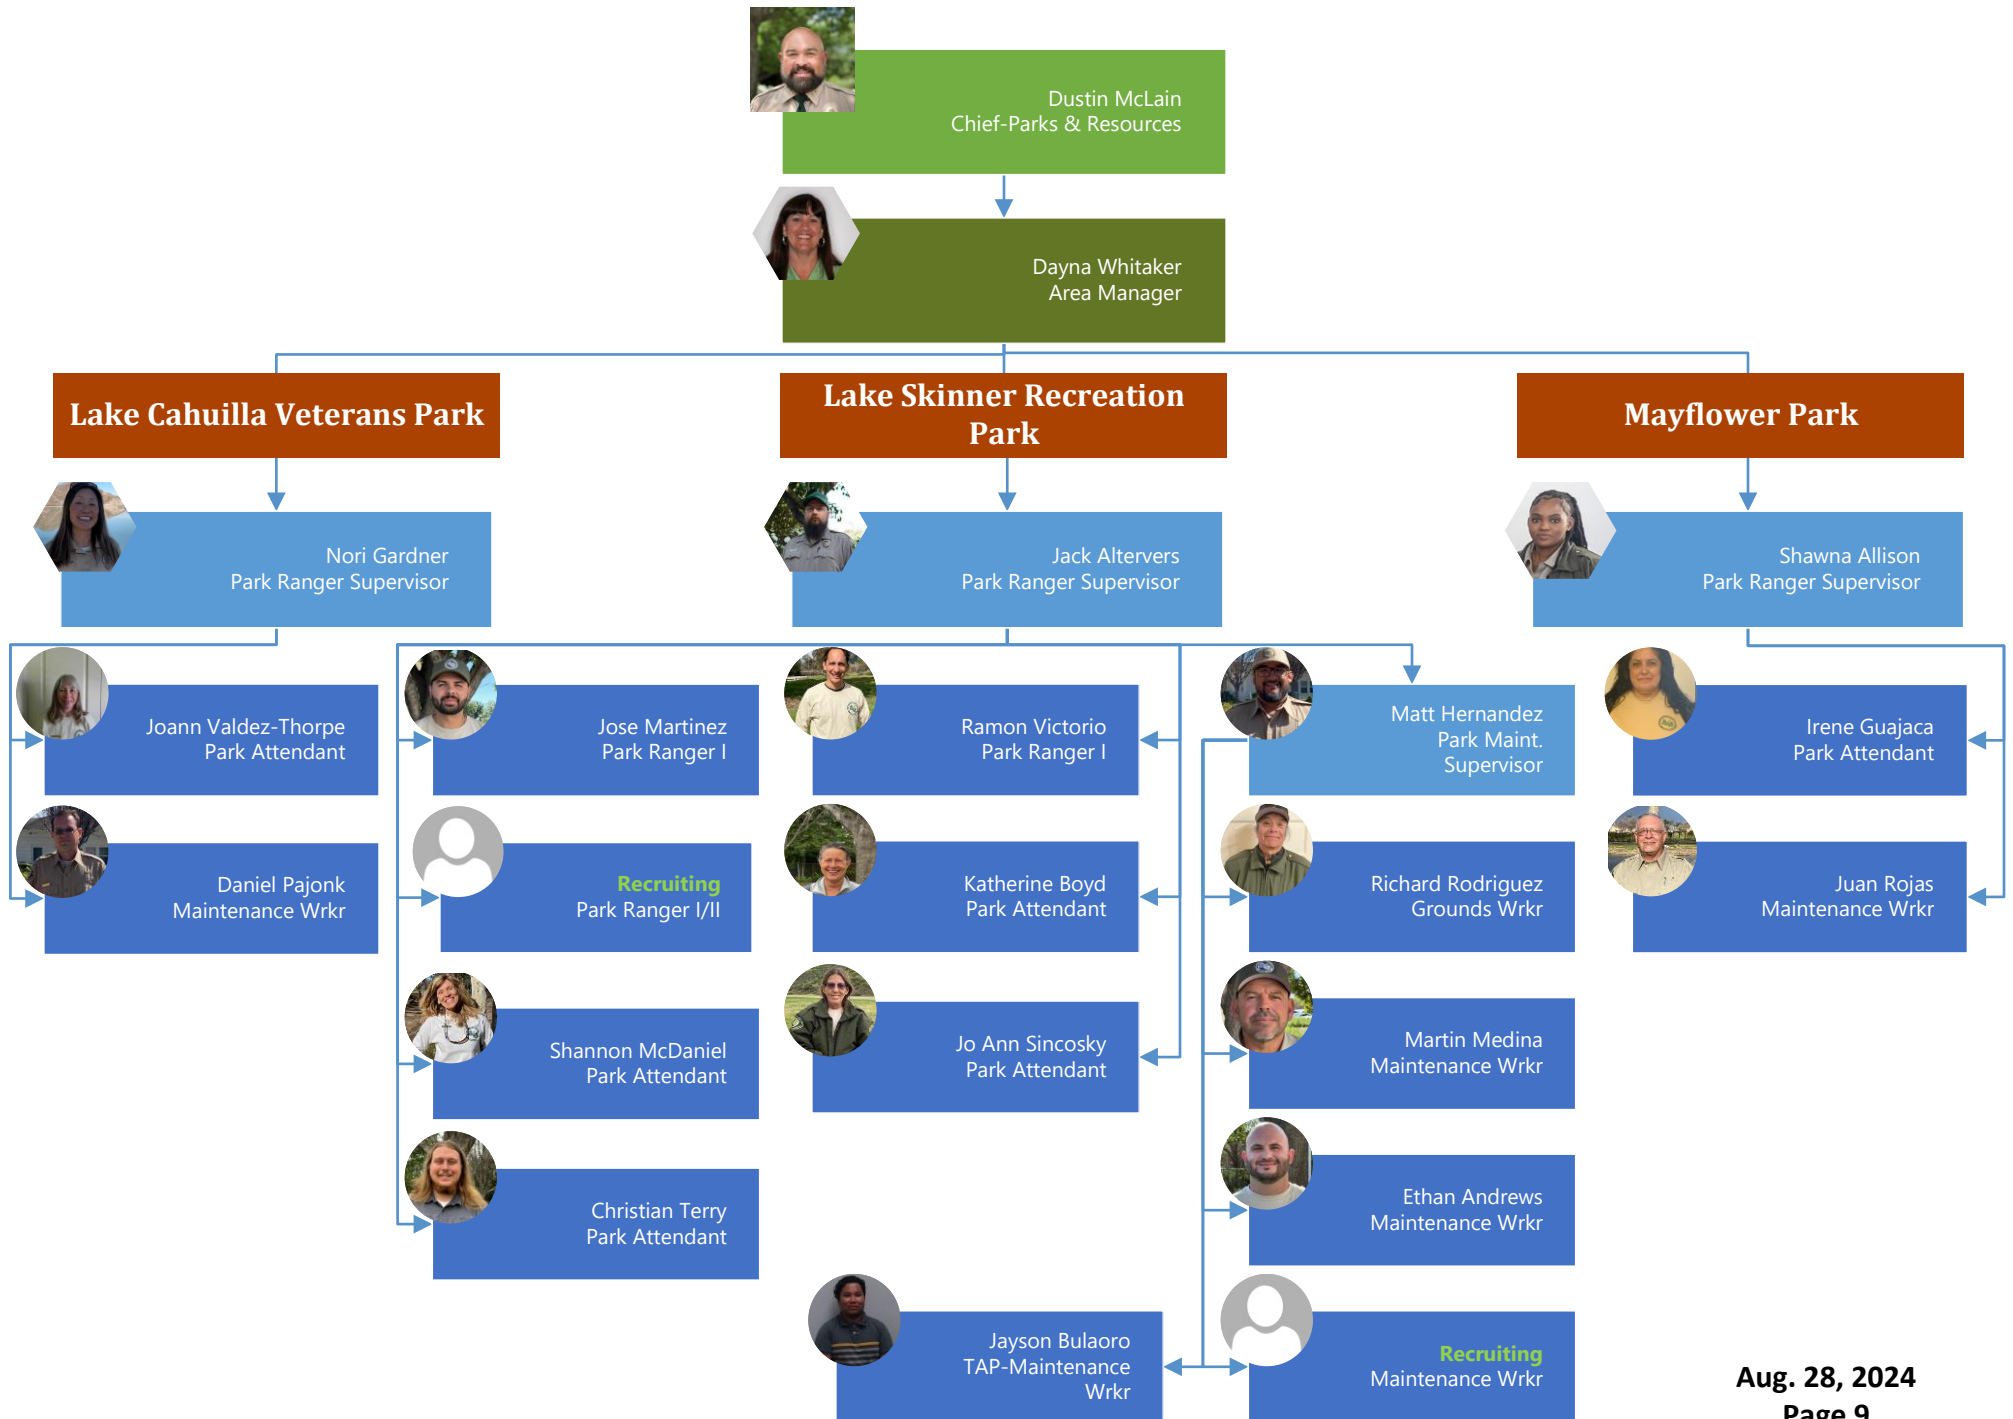 Dustin McLain
Chief-Parks & Resources
Dayna Whitaker
Area Manager
Lake Cahuilla Veterans Park
Lake Skinner Recreation
Park
Mayflower Park
Nori Gardner
Park Ranger Supervisor
Jack Altervers
Park Ranger Supervisor
Shawna Allison
Park Ranger Supervisor
Joann Valdez-Thorpe
Park Attendant
Jose Martinez
Park Ranger I
Ramon Victorio
Park Ranger I
Matt Hernandez
Park Maint.
Supervisor
Irene Guajaca
Park Attendant
Daniel Pajonk
Maintenance Wrkr
Recruiting
Park Ranger I/II
Katherine Boyd
Park Attendant
Richard Rodriguez
Grounds Wrkr
Juan Rojas
Maintenance Wrkr
Shannon McDaniel
Park Attendant
Jo Ann Sincosky
Park Attendant
Martin Medina
Maintenance Wrkr
Christian Terry
Park Attendant
Ethan Andrews
Maintenance Wrkr
Jayson Bulaoro
TAP-Maintenance
Wrkr
Recruiting
Maintenance Wrkr
Aug. 28, 2024
Page 9